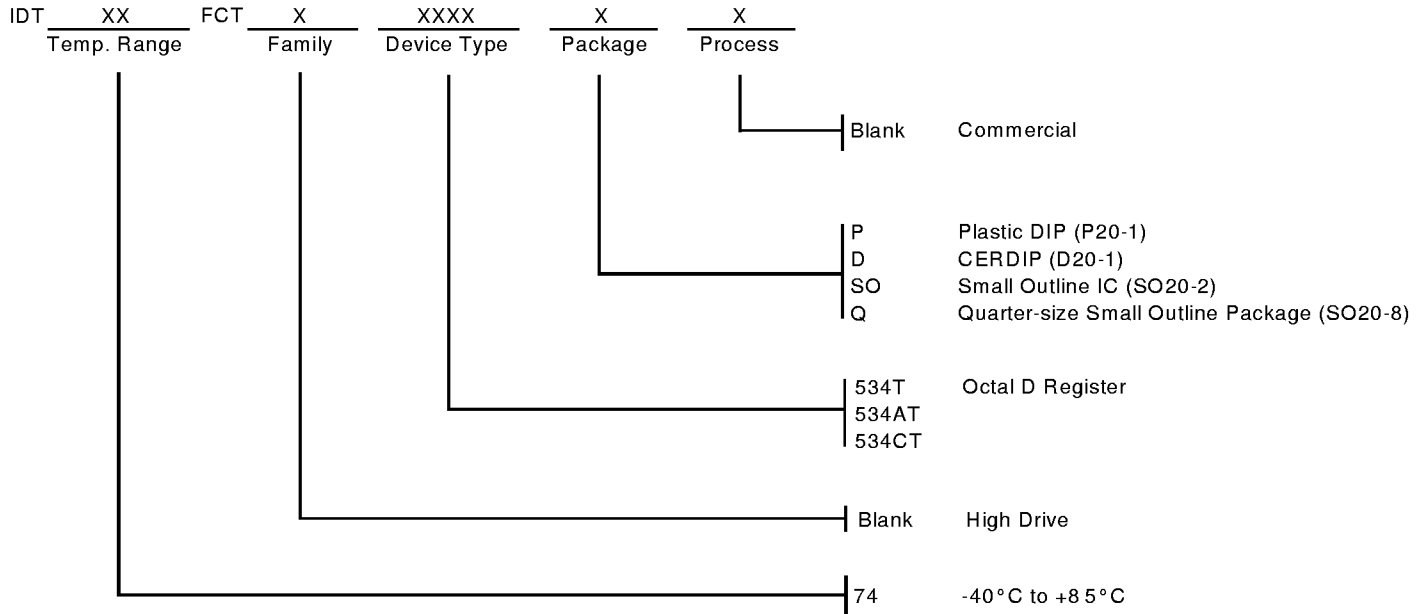 IDT XX FCT X XXXX X X
Temp. Range Family Device Type Package Process
Blank Commercial
P Plastic DIP (P20-1)
D CERDIP (D20-1)
SO Small Outline IC (SO20-2)
Q Quarter-size Small Outline Package (SO20-8)
534T Octal D Register
534AT
534CT
Blank High Drive
74 -40°C to +85°C